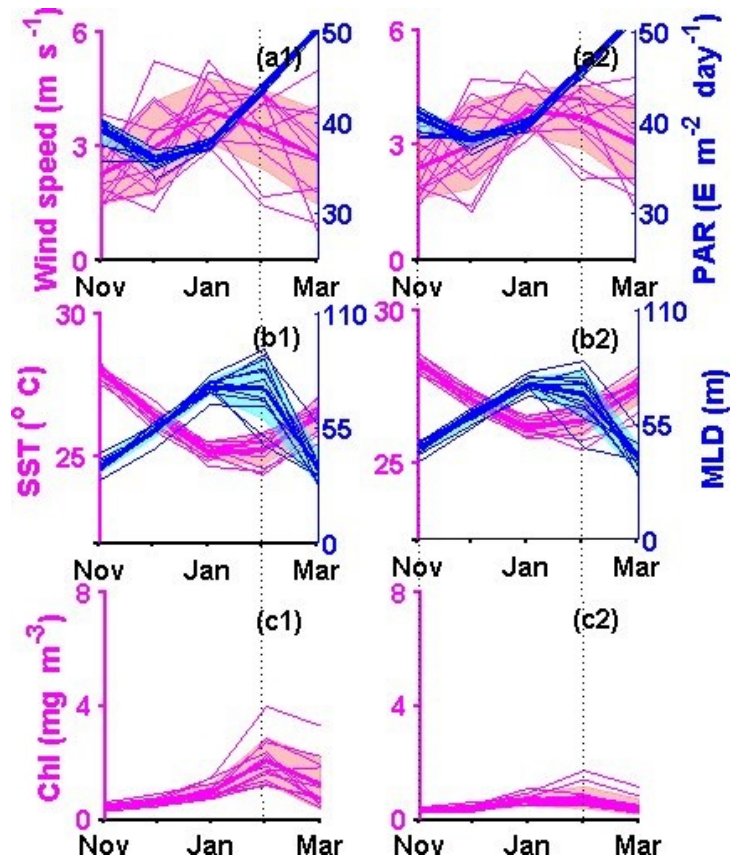 6
3
0
Wind speed (m s⁻¹)
(a1)
50
40
30
Nov
Jan
Mar
6
3
0
(a2)
50
40
30
PAR (E m⁻² day⁻¹)
Nov
Jan
Mar
30
25
SST (° C)
(b1)
110
55
0
Nov
Jan
Mar
30
25
(b2)
110
55
0
MLD (m)
Nov
Jan
Mar
8
4
0
Chl (mg m⁻³)
(c1)
Nov
Jan
Mar
8
4
0
(c2)
Nov
Jan
Mar